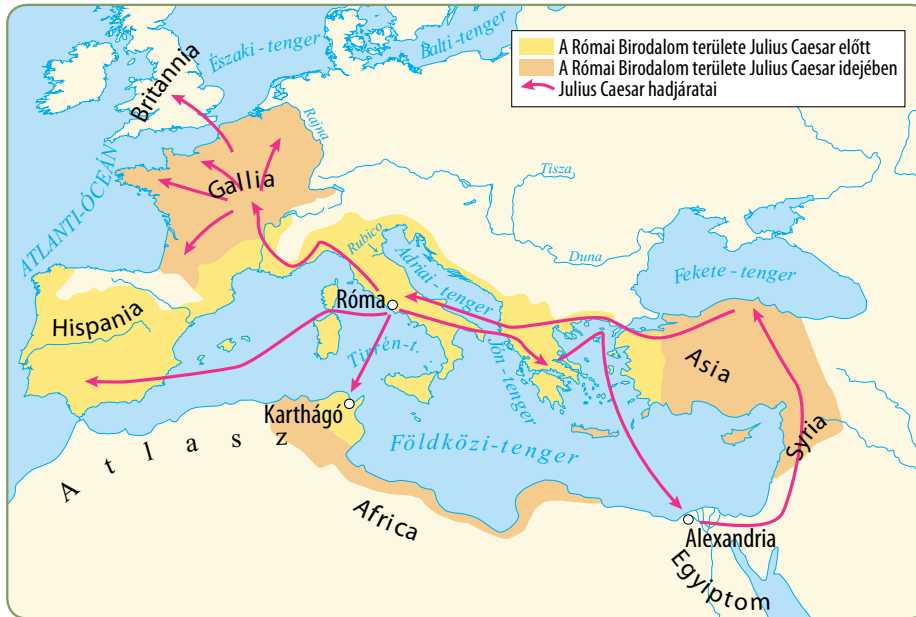 A Római Birodalom területe Julius Caesar előtt
A Római Birodalom területe Julius Caesar idejében
Julius Caesar hadjáratai
Britannia
Északi-tenger
Balti-tenger
Rajna
ATLANTI-ÓCEÁN
Gallia
Tisza
Duna
Rubico
Adriai-tenger
Fekete-tenger
Hispania
Róma
Tirrén-t.
Jón-tenger
Asia
Karthágó
Atlasz
Földközi-tenger
Syria
Africa
Alexandria
Egyiptom